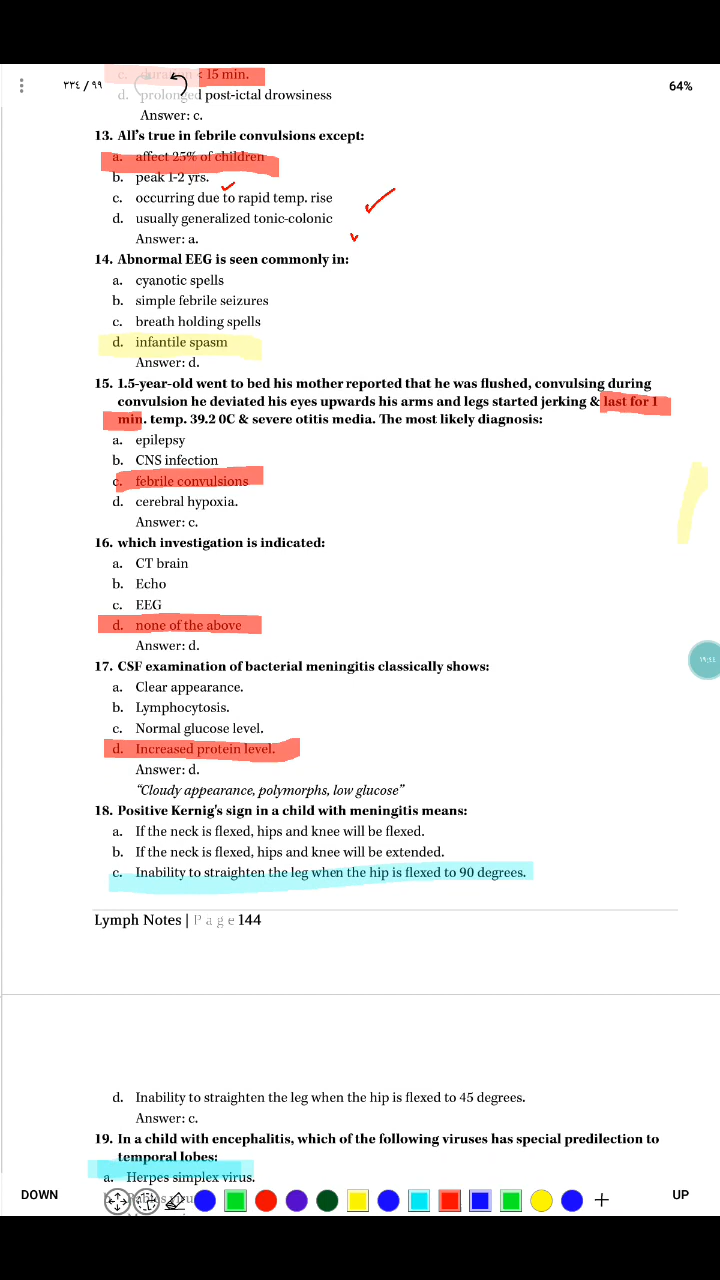 c. duration < 15 min.
٣٣٤ / ٩٩
64%
d. prolonged post-ictal drowsiness
Answer: c.
13. All's true in febrile convulsions except:
a. affect 25% of children
b. peak 1-2 yrs.
c. occurring due to rapid temp. rise
d. usually generalized tonic-colonic
Answer: a.
14. Abnormal EEG is seen commonly in:
a. cyanotic spells
b. simple febrile seizures
c. breath holding spells
d. infantile spasm
Answer: d.
15. 1.5-year-old went to bed his mother reported that he was flushed, convulsing during
convulsion he deviated his eyes upwards his arms and legs started jerking & last for 1
min. temp. 39.2 0C & severe otitis media. The most likely diagnosis:
a. epilepsy
b. CNS infection
c. febrile convulsions
d. cerebral hypoxia.
Answer: c.
16. which investigation is indicated:
a. CT brain
b. Echo
c. EEG
d. none of the above
Answer: d.
17. CSF examination of bacterial meningitis classically shows:
a. Clear appearance.
b. Lymphocytosis.
c. Normal glucose level.
d. Increased protein level.
Answer: d.
"Cloudy appearance, polymorphs, low glucose"
18. Positive Kernig's sign in a child with meningitis means:
a. If the neck is flexed, hips and knee will be flexed.
b. If the neck is flexed, hips and knee will be extended.
c. Inability to straighten the leg when the hip is flexed to 90 degrees.
Lymph Notes | Page 144
d. Inability to straighten the leg when the hip is flexed to 45 degrees.
Answer: c.
19. In a child with encephalitis, which of the following viruses has special predilection to
temporal lobes:
a. Herpes simplex virus.
DOWN
UP